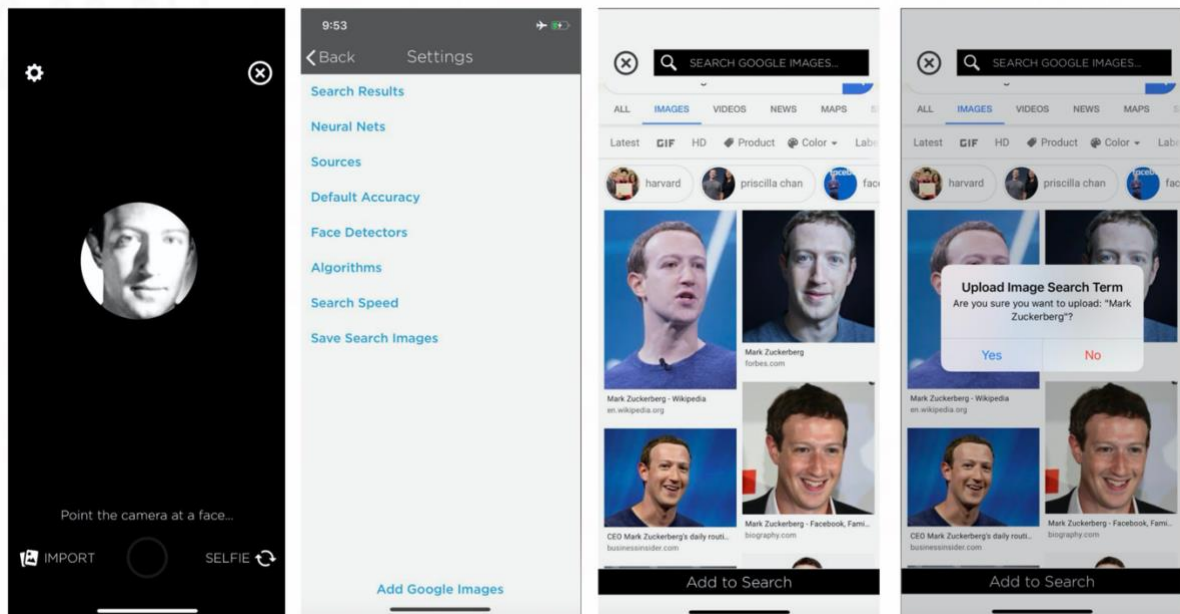 Point the camera at a face...
IMPORT
SELFIE
9:53
Back
Settings
Search Results
Neural Nets
Sources
Default Accuracy
Face Detectors
Algorithms
Search Speed
Save Search Images
Add Google Images
SEARCH GOOGLE IMAGES...
ALL IMAGES VIDEOS NEWS MAPS
Latest GIF HD Product Color Labe
harvard priscilla chan face
Mark Zuckerberg
forbes.com
Mark Zuckerberg - Wikipedia
en.wikipedia.org
Mark Zuckerberg - Facebook, Fami...
biography.com
CEO Mark Zuckerberg's daily routi...
businessinsider.com
Add to Search
SEARCH GOOGLE IMAGES...
ALL IMAGES VIDEOS NEWS MAPS
Latest GIF HD Product Color Labe
harvard priscilla chan fac
Upload Image Search Term
Are you sure you want to upload: "Mark
Zuckerberg"?
Yes No
Mark Zuckerberg - Wikipedia
en.wikipedia.org
Mark Zuckerberg - Facebook, Fami...
biography.com
CEO Mark Zuckerberg's daily routi...
businessinsider.com
Add to Search